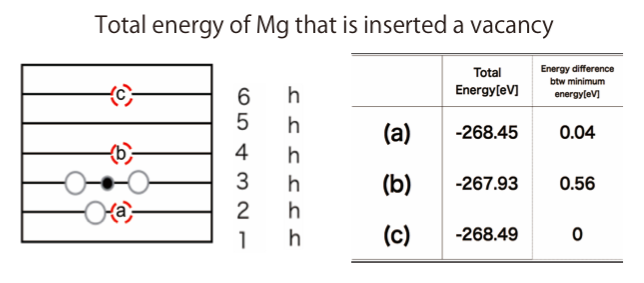 Total energy of Mg that is inserted a vacancy
c
b
a
6 h
5 h
4 h
3 h
2 h
1 h
Total Energy[eV] Energy difference btw minimum energy[eV]
(a) -268.45 0.04
(b) -267.93 0.56
(c) -268.49 0